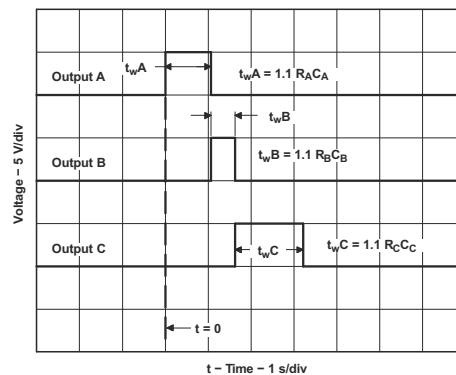 Output A
twA
twA = 1.1 RACA
twB
Output B
twB = 1.1 RBCB
Output C
twC
twC = 1.1 RCCC
t = 0
Voltage − 5 V/div
t − Time − 1 s/div